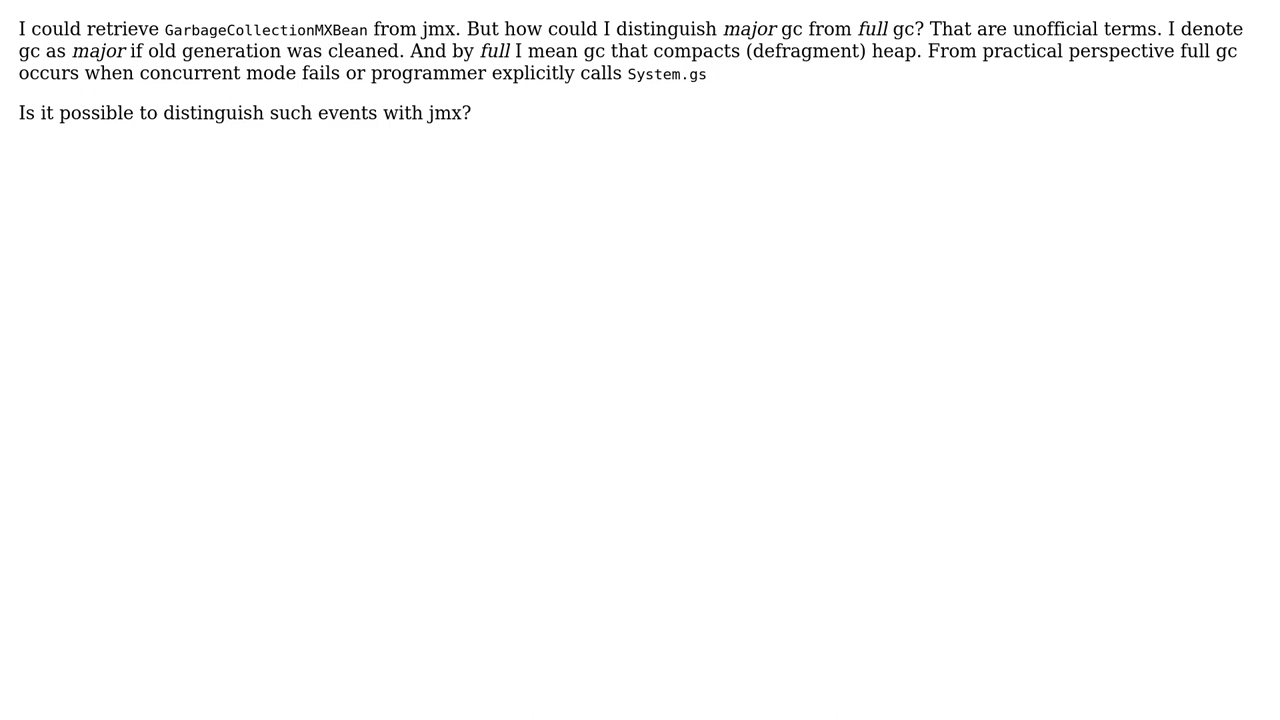 I could retrieve GarbageCollectionMXBean from jmx. But how could I distinguish major gc from full gc? That are unofficial terms. I denote
gc as major if old generation was cleaned. And by full I mean gc that compacts (defragment) heap. From practical perspective full gc
occurs when concurrent mode fails or programmer explicitly calls System.gs
Is it possible to distinguish such events with jmx?